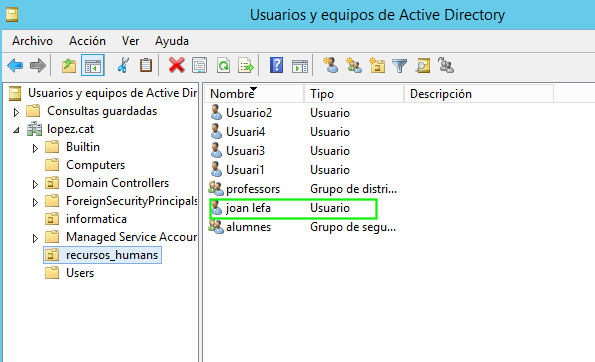 Usuarios y equipos de Active Directory
Archivo Acción Ver Ayuda
Usuarios y equipos de Active Dir
Consultas guardadas
lopez.cat
Builtin
Computers
Domain Controllers
ForeignSecurityPrincipals
informatica
Managed Service Accour
recursos_humans
Users
Nombre Tipo Descripción
Usuario2 Usuario
Usuari4 Usuario
Usuari3 Usuario
Usuari1 Usuario
professors Grupo de distri...
joan lefa Usuario
alumnes Grupo de segu...